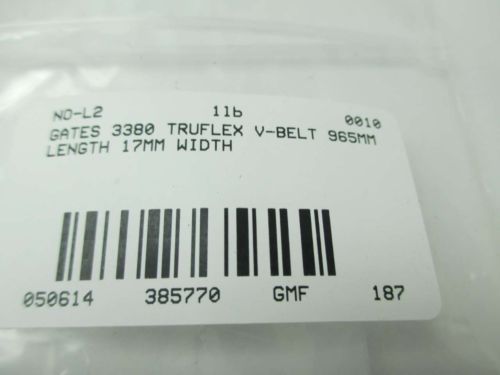 NO-L2 11b 0010
GATES 3380 TRUFLEX V-BELT 965MM
LENGTH 17MM WIDTH
050614 385770 GMF 187